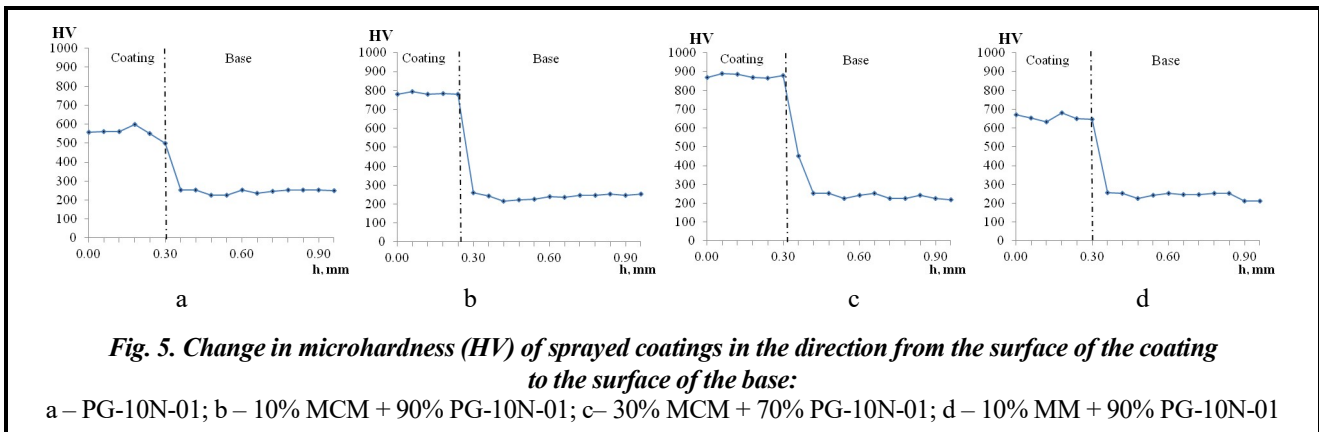 HV
1000
900
800
700
600
500
400
300
200
100
0
Coating Base
0.00 0.30 0.60 0.90
h, mm
a
HV
1000
900
800
700
600
500
400
300
200
100
0
Coating Base
0.00 0.30 0.60 0.90
h, mm
b
HV
1000
900
800
700
600
500
400
300
200
100
0
Coating Base
0.00 0.30 0.60 0.90
h, mm
c
HV
1000
900
800
700
600
500
400
300
200
100
0
Coating Base
0.00 0.30 0.60 0.90
h, mm
d
Fig. 5. Change in microhardness (HV) of sprayed coatings in the direction from the surface of the coating
to the surface of the base:
a – PG-10N-01; b – 10% MCM + 90% PG-10N-01; c– 30% MCM + 70% PG-10N-01; d – 10% MM + 90% PG-10N-01